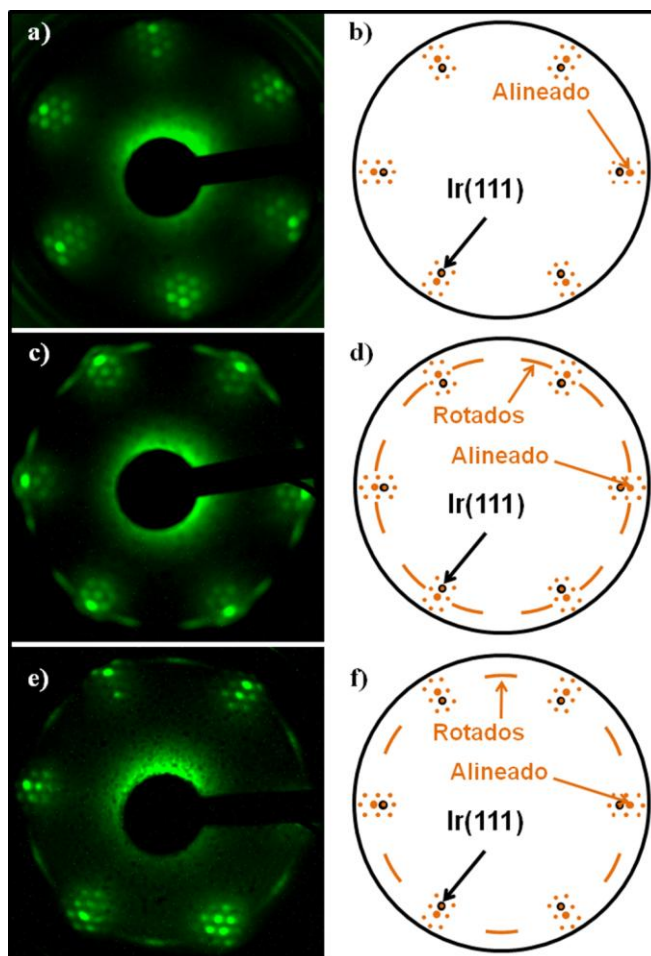 a)
b)
Alineado
Ir(111)
c)
d)
Rotados
Alineado
Ir(111)
e)
f)
Rotados
Alineado
Ir(111)